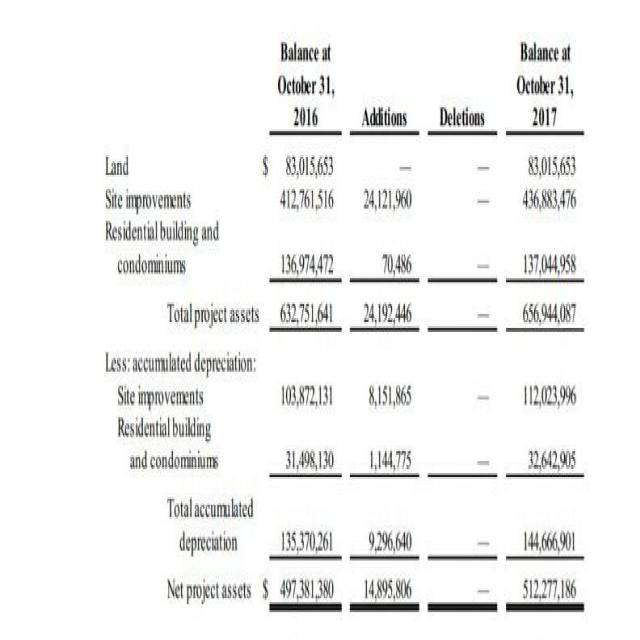 Balance at Balance at
October 31, October 31,
2016 Additions Deletions 2017
Land $ 83,015,653 — — 83,015,653
Site improvements 412,761,516 24,121,960 — 436,883,476
Residential building and
condominiums 136,974,472 70,486 — 137,044,958
Total project assets 632,751,641 24,192,446 — 656,944,087
Less: accumulated depreciation:
Site improvements 103,872,131 8,151,865 — 112,023,996
Residential building
and condominiums 31,498,130 1,144,775 — 32,642,905
Total accumulated
depreciation 135,370,261 9,296,640 — 144,666,901
Net project assets $ 497,381,380 14,895,806 — 512,277,186